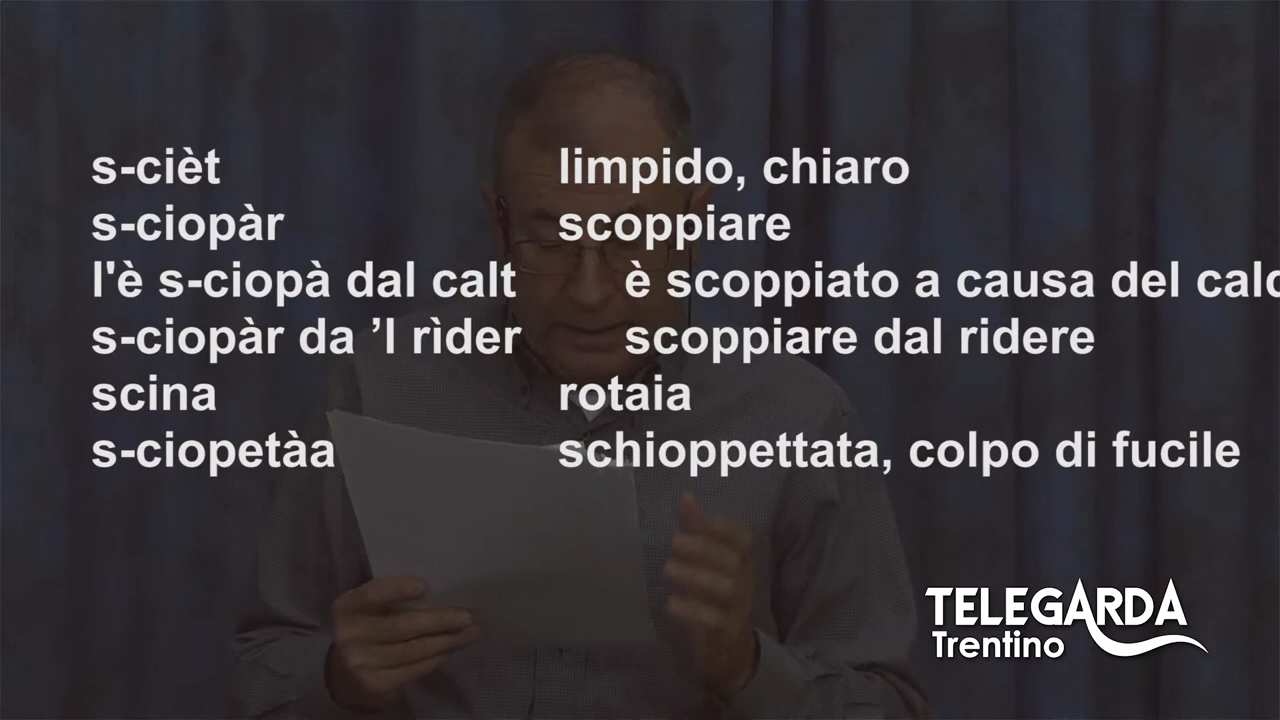 s-cièt limpido, chiaro
s-ciopàr scoppiare
l'è s-ciopà dal calt è scoppiato a causa del
s-ciopàr da ’l rìder scoppiare dal ridere
scina rotaia
s-ciopetàa schioppettata, colpo di fucile
TELEGARDA
Trentino